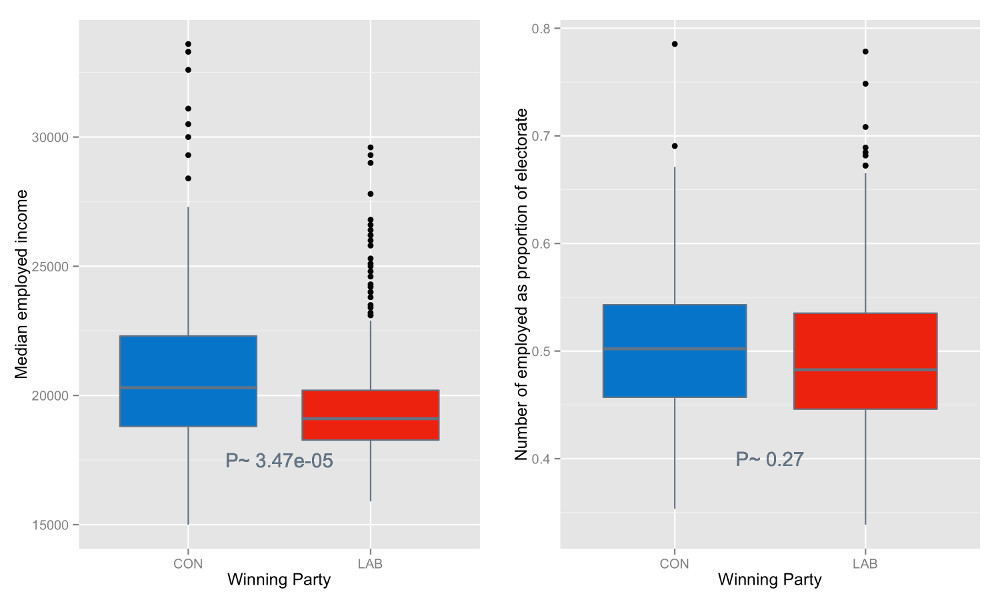 Median employed income
30000
25000
20000
15000
P~ 3.47e-05
CON
LAB
Winning Party
Number of employed as proportion of electorate
0.8
0.7
0.6
0.5
0.4
P~ 0.27
CON
LAB
Winning Party